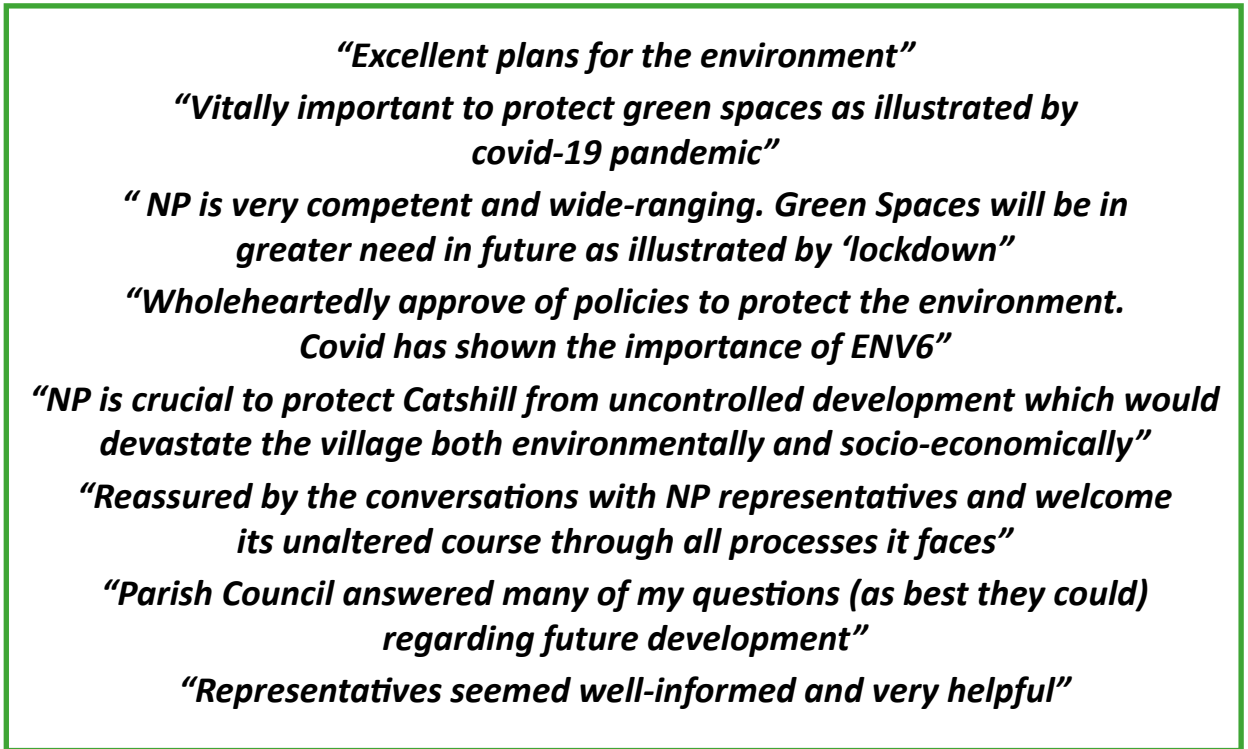 “Excellent plans for the environment”
“Vitally important to protect green spaces as illustrated by
covid-19 pandemic”
“ NP is very competent and wide-ranging. Green Spaces will be in
greater need in future as illustrated by ‘lockdown”
“Wholeheartedly approve of policies to protect the environment.
Covid has shown the importance of ENV6”
“NP is crucial to protect Catshill from uncontrolled development which would
devastate the village both environmentally and socio-economically”
“Reassured by the conversations with NP representatives and welcome
its unaltered course through all processes it faces”
“Parish Council answered many of my questions (as best they could)
regarding future development”
“Representatives seemed well-informed and very helpful”